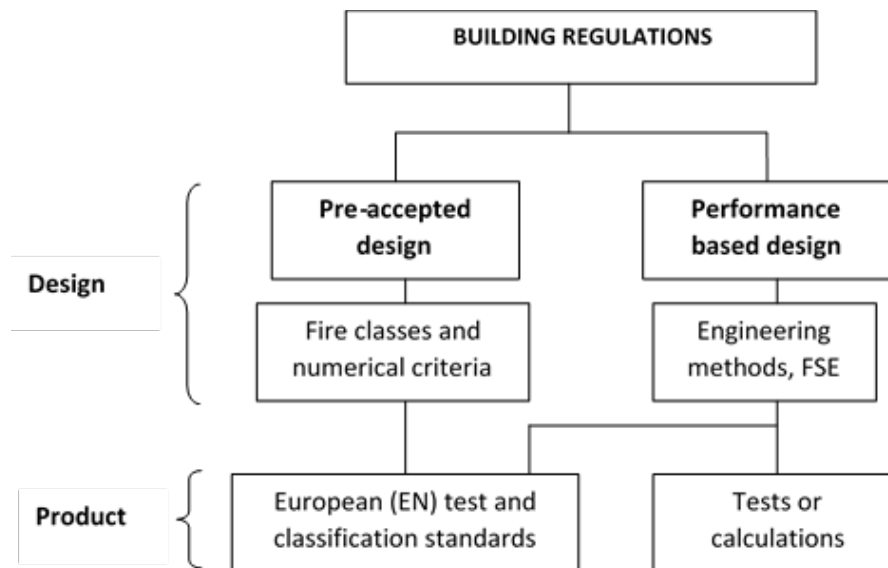 BUILDING REGULATIONS
Pre-accepted
design
Performance
based design
Design
Fire classes and
numerical criteria
Engineering
methods, FSE
Product
European (EN) test and
classification standards
Tests or
calculations